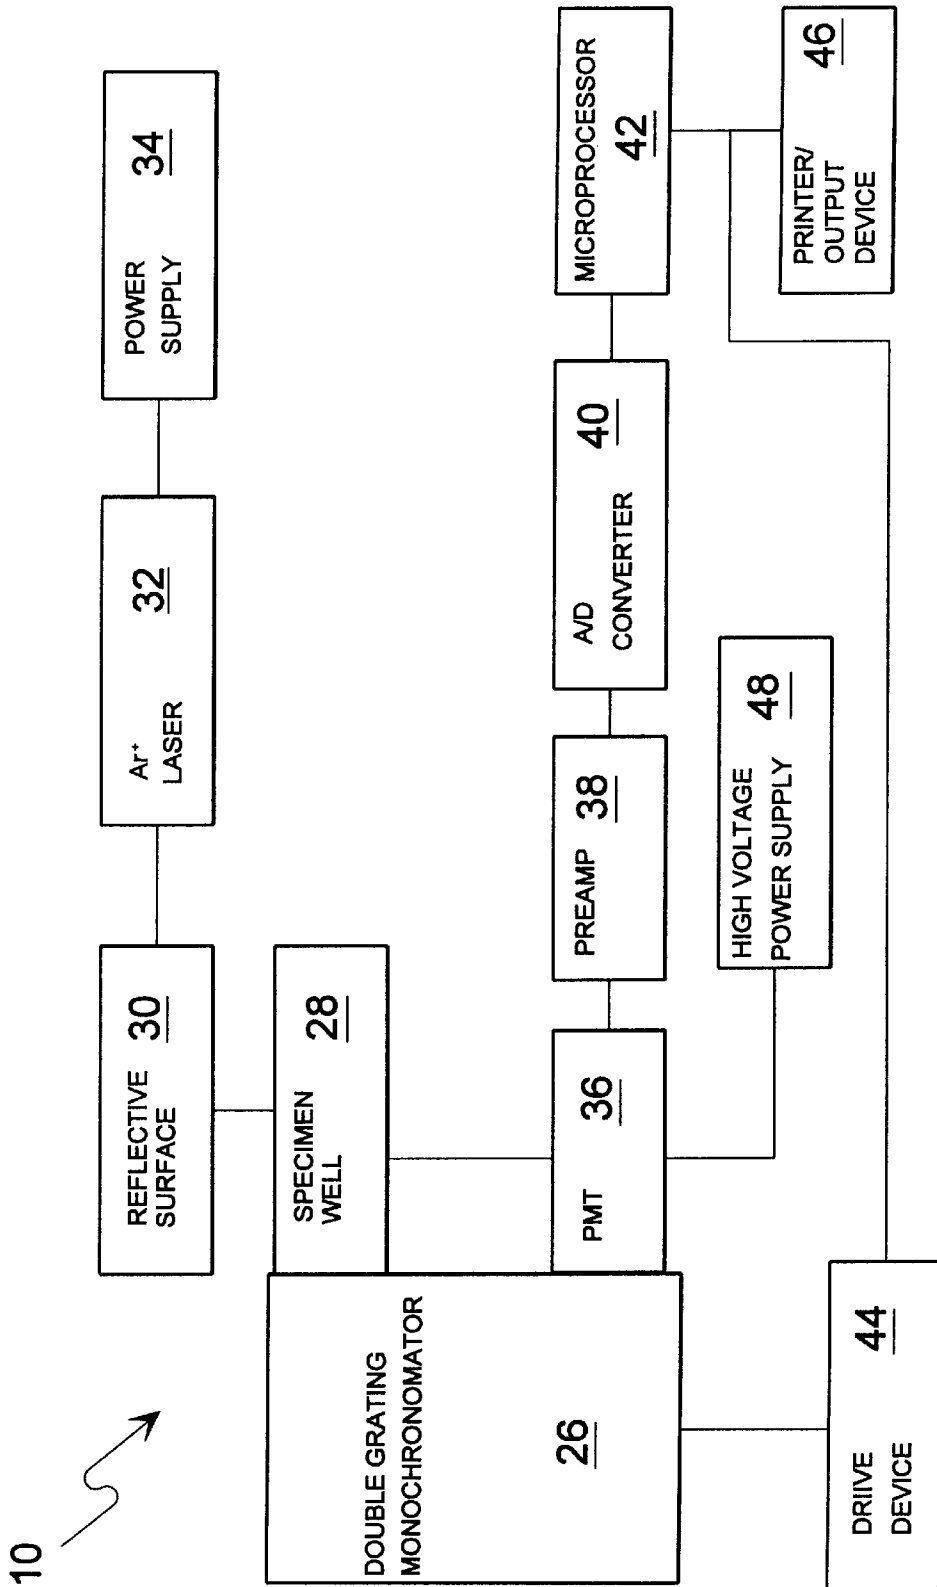 10
POWER
SUPPLY
34
Ar+
LASER
32
REFLECTIVE
SURFACE
30
SPECIMEN
WELL
28
DOUBLE GRATING
MONOCHRONOMATOR
26
PMT
36
PREAMP
38
A/D
CONVERTER
40
MICROPROCESSOR
42
HIGH VOLTAGE
POWER SUPPLY
48
PRINTER/
OUTPUT
DEVICE
46
DRIIVE
DEVICE
44